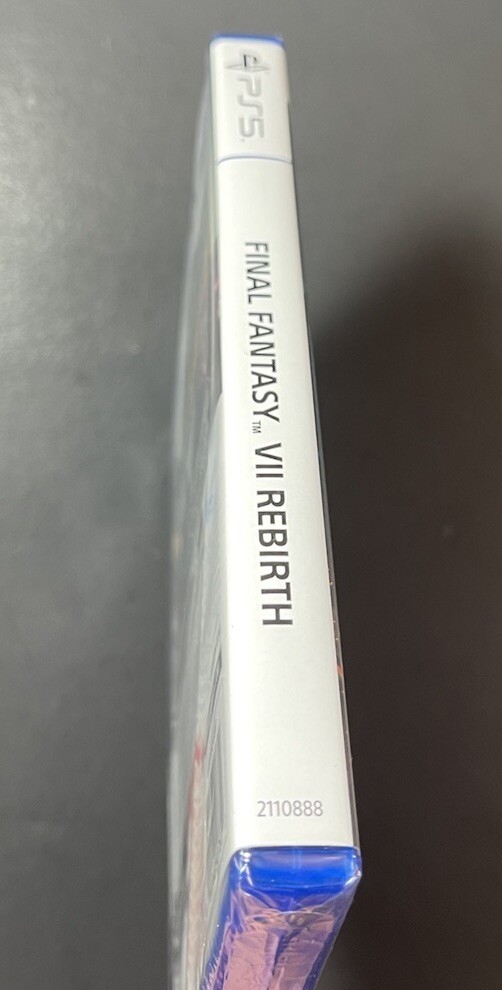 PS5
FINAL FANTASY™ VII REBIRTH
2110888